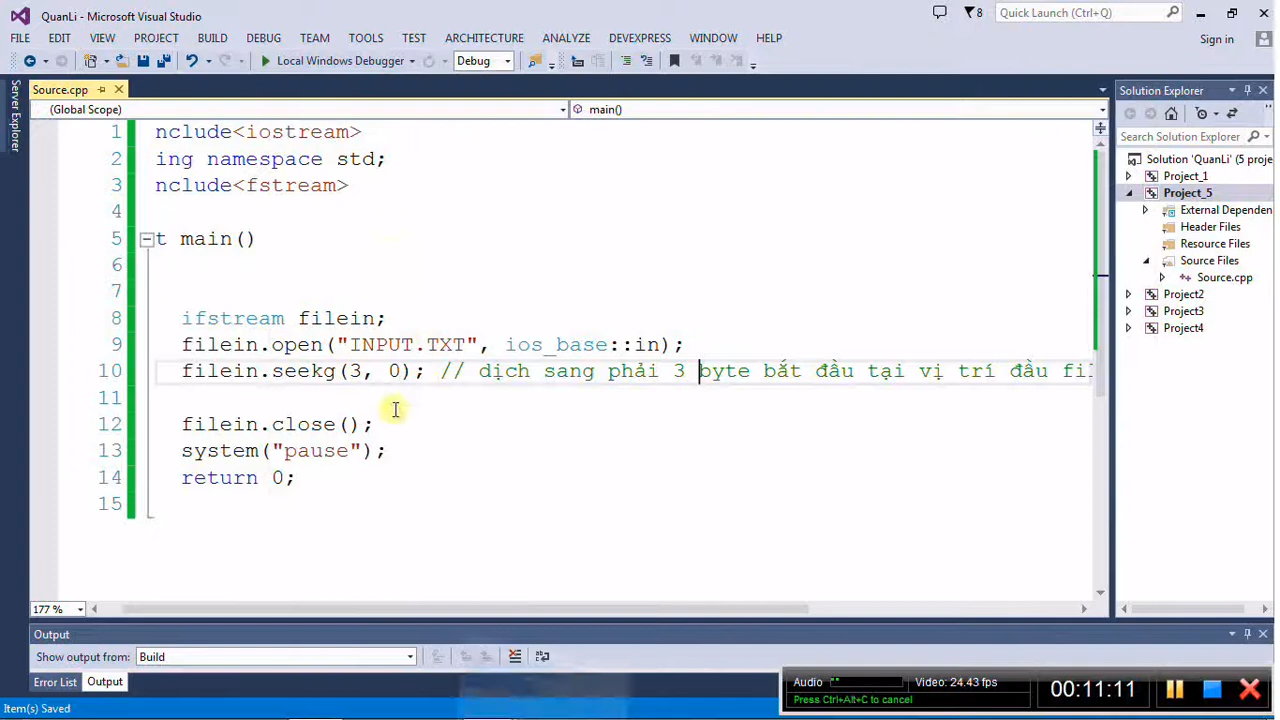 QuanLi - Microsoft Visual Studio
8
Quick Launch (Ctrl+Q)
FILE EDIT VIEW PROJECT BUILD DEBUG TEAM TOOLS TEST ARCHITECTURE ANALYZE DEVEXPRESS WINDOW HELP
Sign in
Local Windows Debugger Debug
Server Explorer
Source.cpp
(Global Scope) main()
1 nclude<iostream>
2 ing namespace std;
3 nclude<fstream>
4
5 t main()
6
7
8 ifstream filein;
9 filein.open("INPUT.TXT", ios_base::in);
10 filein.seekg(3, 0); // dịch sang phải 3 byte bắt đầu tại vị trí đầu fil
11
12 filein.close();
13 system("pause");
14 return 0;
15
177 %
Solution Explorer
Search Solution Explorer
Solution 'QuanLi' (5 proje
Project_1
Project_5
External Dependen
Header Files
Resource Files
Source Files
Source.cpp
Project2
Project3
Project4
Output
Show output from: Build
Error List Output
Item(s) Saved
Audio Video: 24.43 fps
Press Ctrl+Alt+C to cancel
00:11:11